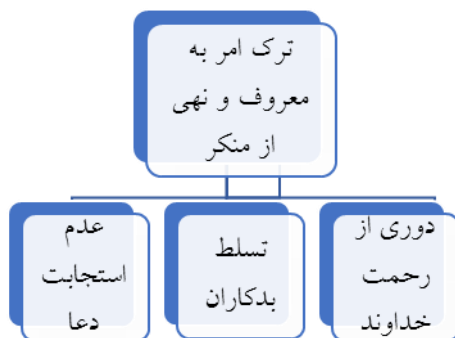 ترک امر به
معروف و نهی
از منکر
دوری از
رحمت
خداوند
تسلط
بدکاران
عدم
استجابت
دعا